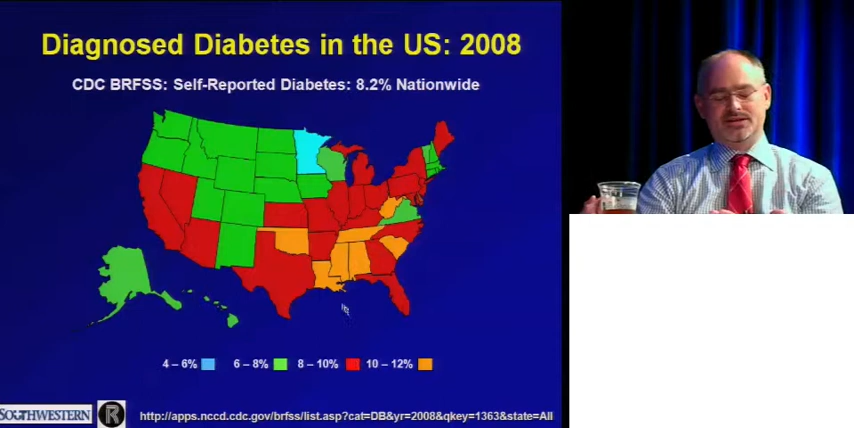 Diagnosed Diabetes in the US: 2008
CDC BRFSS: Self-Reported Diabetes: 8.2% Nationwide
4 – 6% 6 – 8% 8 – 10% 10 – 12%
SOUTHWESTERN R http://apps.nccd.cdc.gov/brfss/list.asp?cat=DB&yr=2008&qkey=1363&state=All